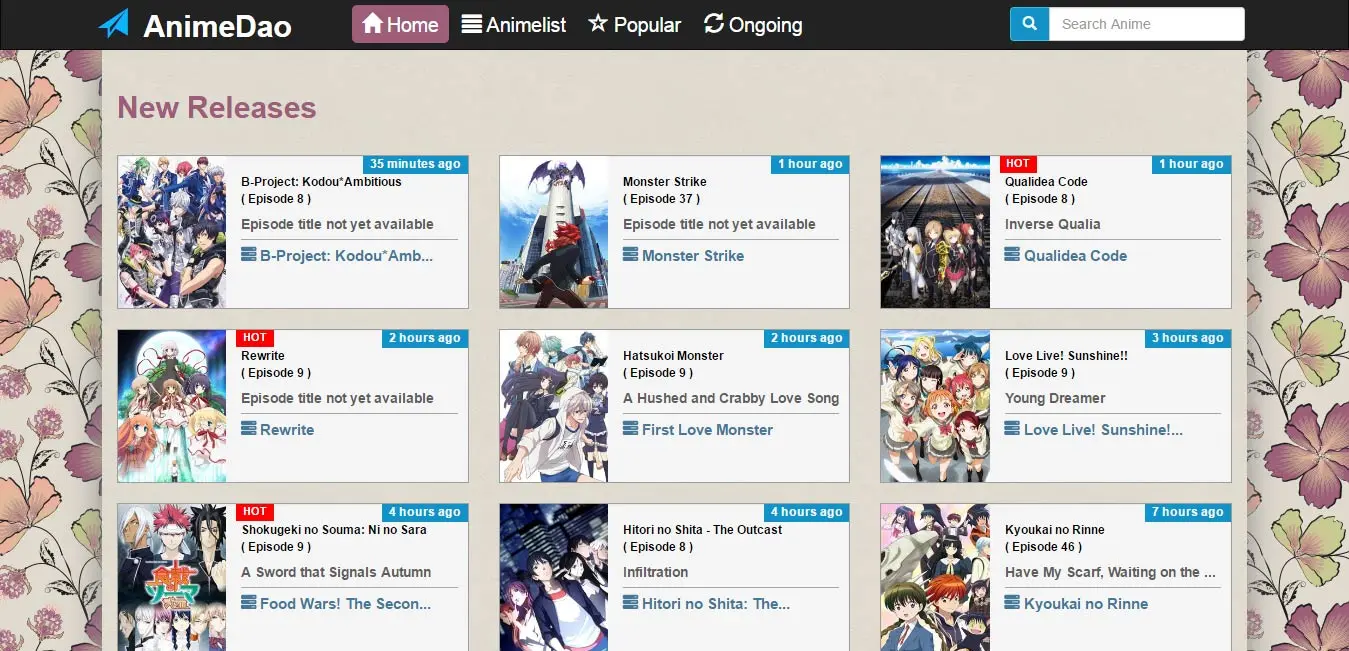 AnimeDao
Home
Animelist
Popular
Ongoing
Search Anime
New Releases
35 minutes ago
B-Project: Kodou*Ambitious
( Episode 8 )
Episode title not yet available
B-Project: Kodou*Amb...
1 hour ago
Monster Strike
( Episode 37 )
Episode title not yet available
Monster Strike
HOT
1 hour ago
Qualidea Code
( Episode 8 )
Inverse Qualia
Qualidea Code
HOT
2 hours ago
Rewrite
( Episode 9 )
Episode title not yet available
Rewrite
2 hours ago
Hatsukoi Monster
( Episode 9 )
A Hushed and Crabby Love Song
First Love Monster
3 hours ago
Love Live! Sunshine!!
( Episode 9 )
Young Dreamer
Love Live! Sunshine!...
HOT
4 hours ago
Shokugeki no Souma: Ni no Sara
( Episode 9 )
A Sword that Signals Autumn
Food Wars! The Secon...
4 hours ago
Hitori no Shita - The Outcast
( Episode 8 )
Infiltration
Hitori no Shita: The...
7 hours ago
Kyoukai no Rinne
( Episode 46 )
Have My Scarf, Waiting on the ...
Kyoukai no Rinne